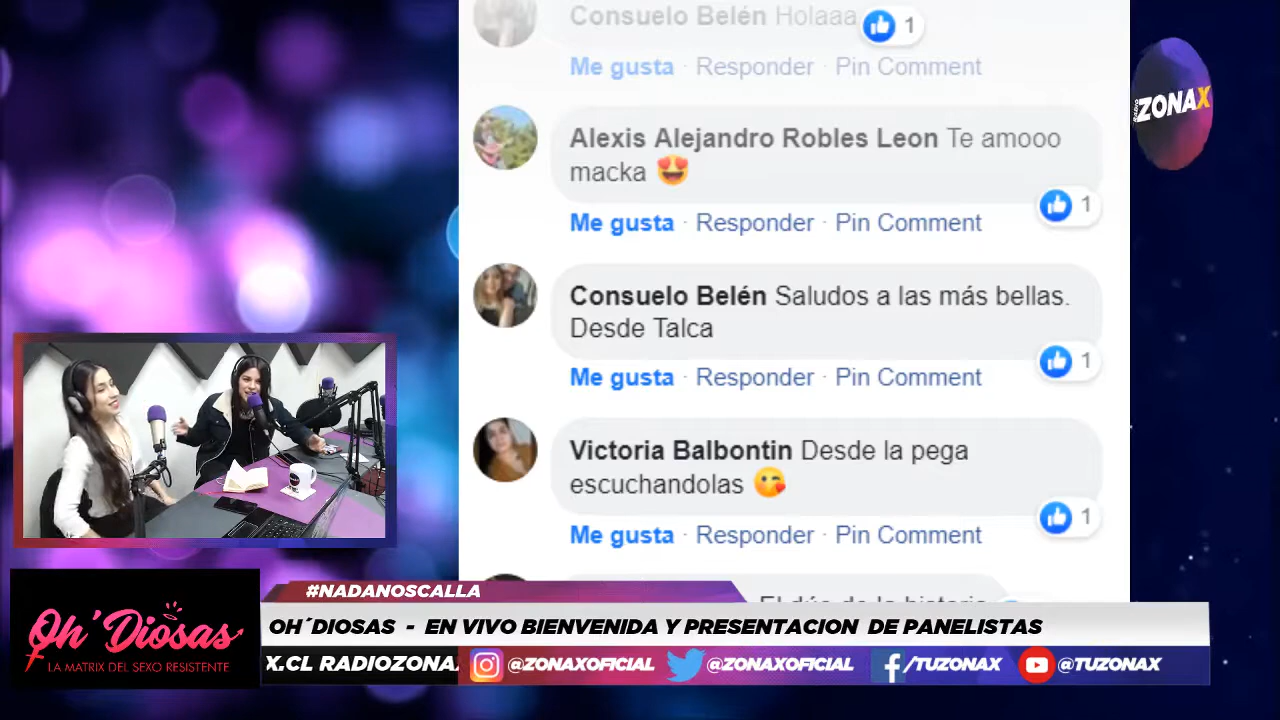 Consuelo Belén Holaaa 1
Me gusta · Responder · Pin Comment
Alexis Alejandro Robles Leon Te amooo
macka
1
Me gusta · Responder · Pin Comment
Consuelo Belén Saludos a las más bellas.
Desde Talca
1
Me gusta · Responder · Pin Comment
Victoria Balbontin Desde la pega
escuchandolas
1
Me gusta · Responder · Pin Comment
RADIO ZONAX
#NADANOSCALLA
OH´DIOSAS - EN VIVO BIENVENIDA Y PRESENTACION DE PANELISTAS
Oh' Diosas
LA MATRIX DEL SEXO RESISTENTE
X.CL RADIOZONA
@ZONAXOFICIAL @ZONAXOFICIAL /TUZONAX @TUZONAX